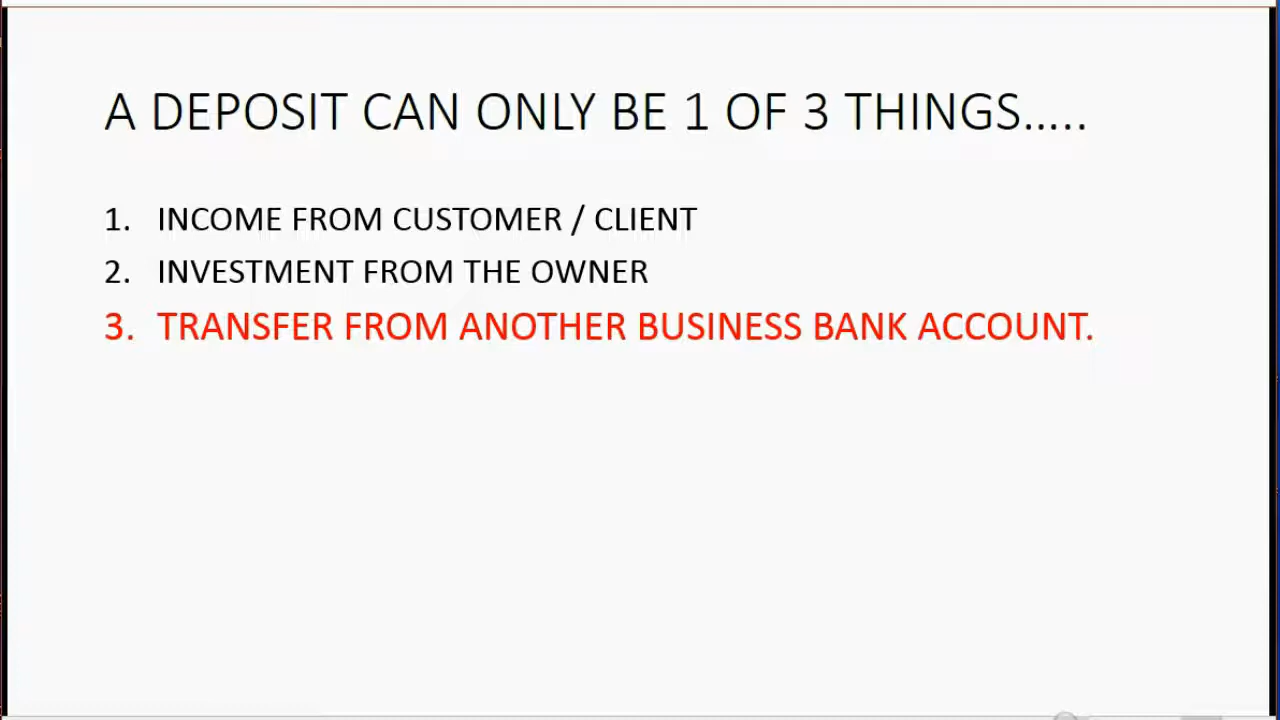 A DEPOSIT CAN ONLY BE 1 OF 3 THINGS.....
1. INCOME FROM CUSTOMER / CLIENT
2. INVESTMENT FROM THE OWNER
3. TRANSFER FROM ANOTHER BUSINESS BANK ACCOUNT.